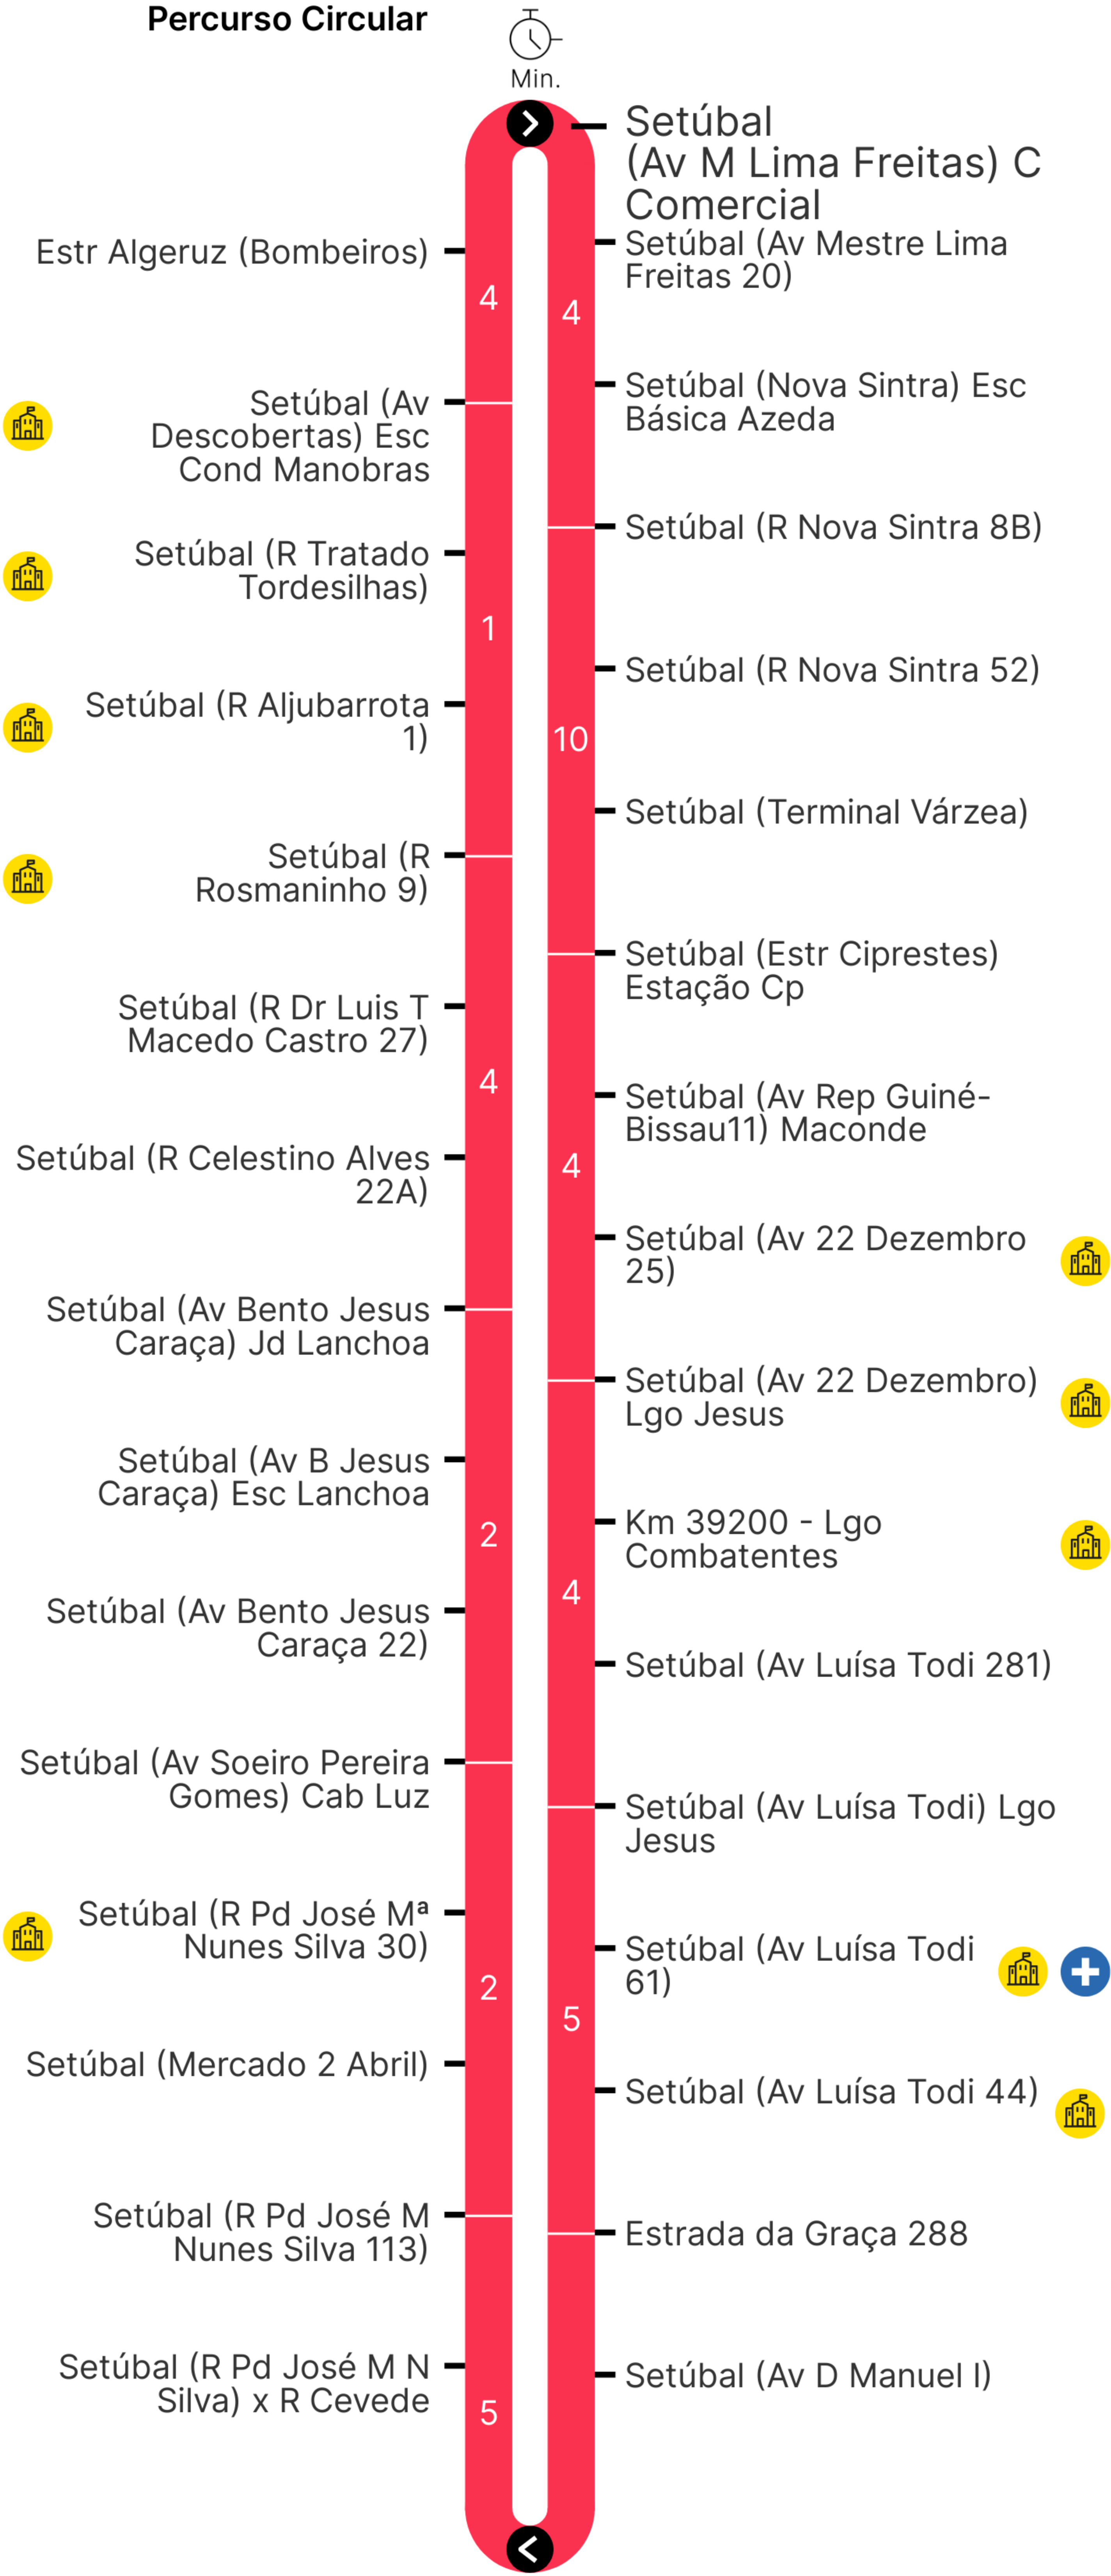 Percurso Circular
Min.
Setúbal
(Av M Lima Freitas) C
Comercial
Setúbal (Av Mestre Lima
Freitas 20)
4
Setúbal (Nova Sintra) Esc
Básica Azeda
Setúbal (R Nova Sintra 8B)
Setúbal (R Nova Sintra 52)
10
Setúbal (Terminal Várzea)
Setúbal (Estr Ciprestes)
Estação Cp
Setúbal (Av Rep Guiné-
Bissau11) Maconde
4
Setúbal (Av 22 Dezembro
25)
Setúbal (Av 22 Dezembro)
Lgo Jesus
Km 39200 - Lgo
Combatentes
4
Setúbal (Av Luísa Todi 281)
Setúbal (Av Luísa Todi) Lgo
Jesus
Setúbal (Av Luísa Todi
61)
5
Setúbal (Av Luísa Todi 44)
Estrada da Graça 288
Setúbal (Av D Manuel I)
Estr Algeruz (Bombeiros)
4
Setúbal (Av
Descobertas) Esc
Cond Manobras
Setúbal (R Tratado
Tordesilhas)
1
Setúbal (R Aljubarrota
1)
Setúbal (R
Rosmaninho 9)
Setúbal (R Dr Luis T
Macedo Castro 27)
4
Setúbal (R Celestino Alves
22A)
Setúbal (Av Bento Jesus
Caraça) Jd Lanchoa
Setúbal (Av B Jesus
Caraça) Esc Lanchoa
2
Setúbal (Av Bento Jesus
Caraça 22)
Setúbal (Av Soeiro Pereira
Gomes) Cab Luz
Setúbal (R Pd José Mª
Nunes Silva 30)
2
Setúbal (Mercado 2 Abril)
Setúbal (R Pd José M
Nunes Silva 113)
Setúbal (R Pd José M N
Silva) x R Cevede
5